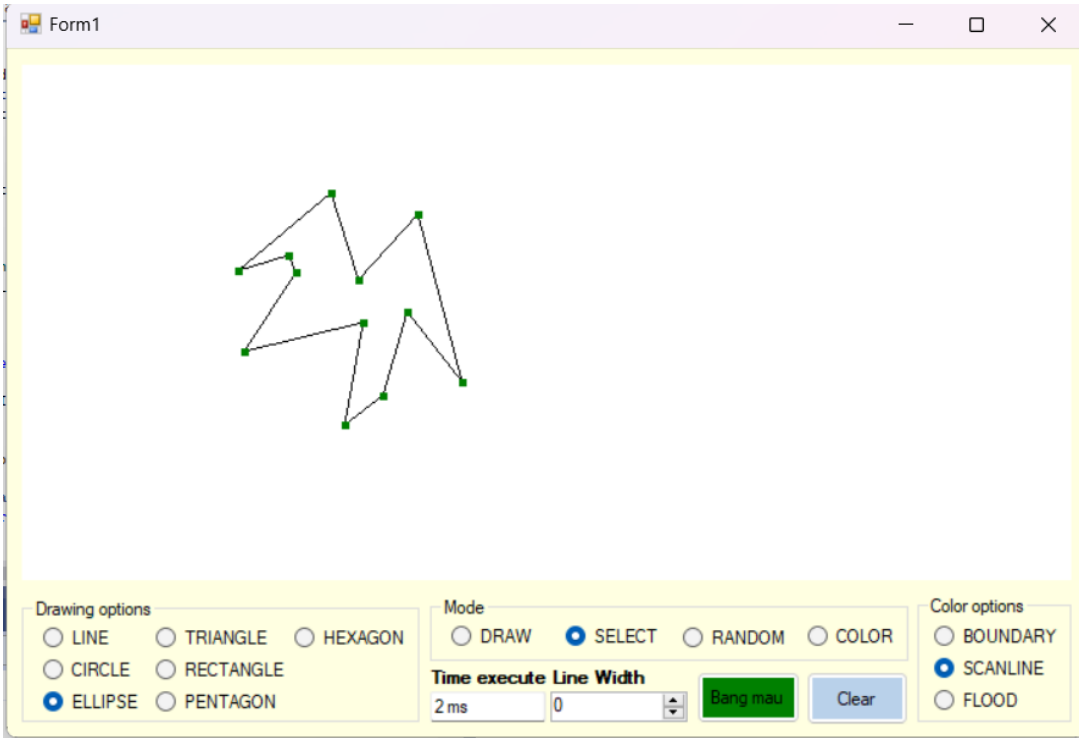 Form1
Drawing options
LINE TRIANGLE HEXAGON
CIRCLE RECTANGLE
ELLIPSE PENTAGON
Mode
DRAW SELECT RANDOM COLOR
Time execute Line Width
2 ms 0
Bang mau Clear
Color options
BOUNDARY
SCANLINE
FLOOD